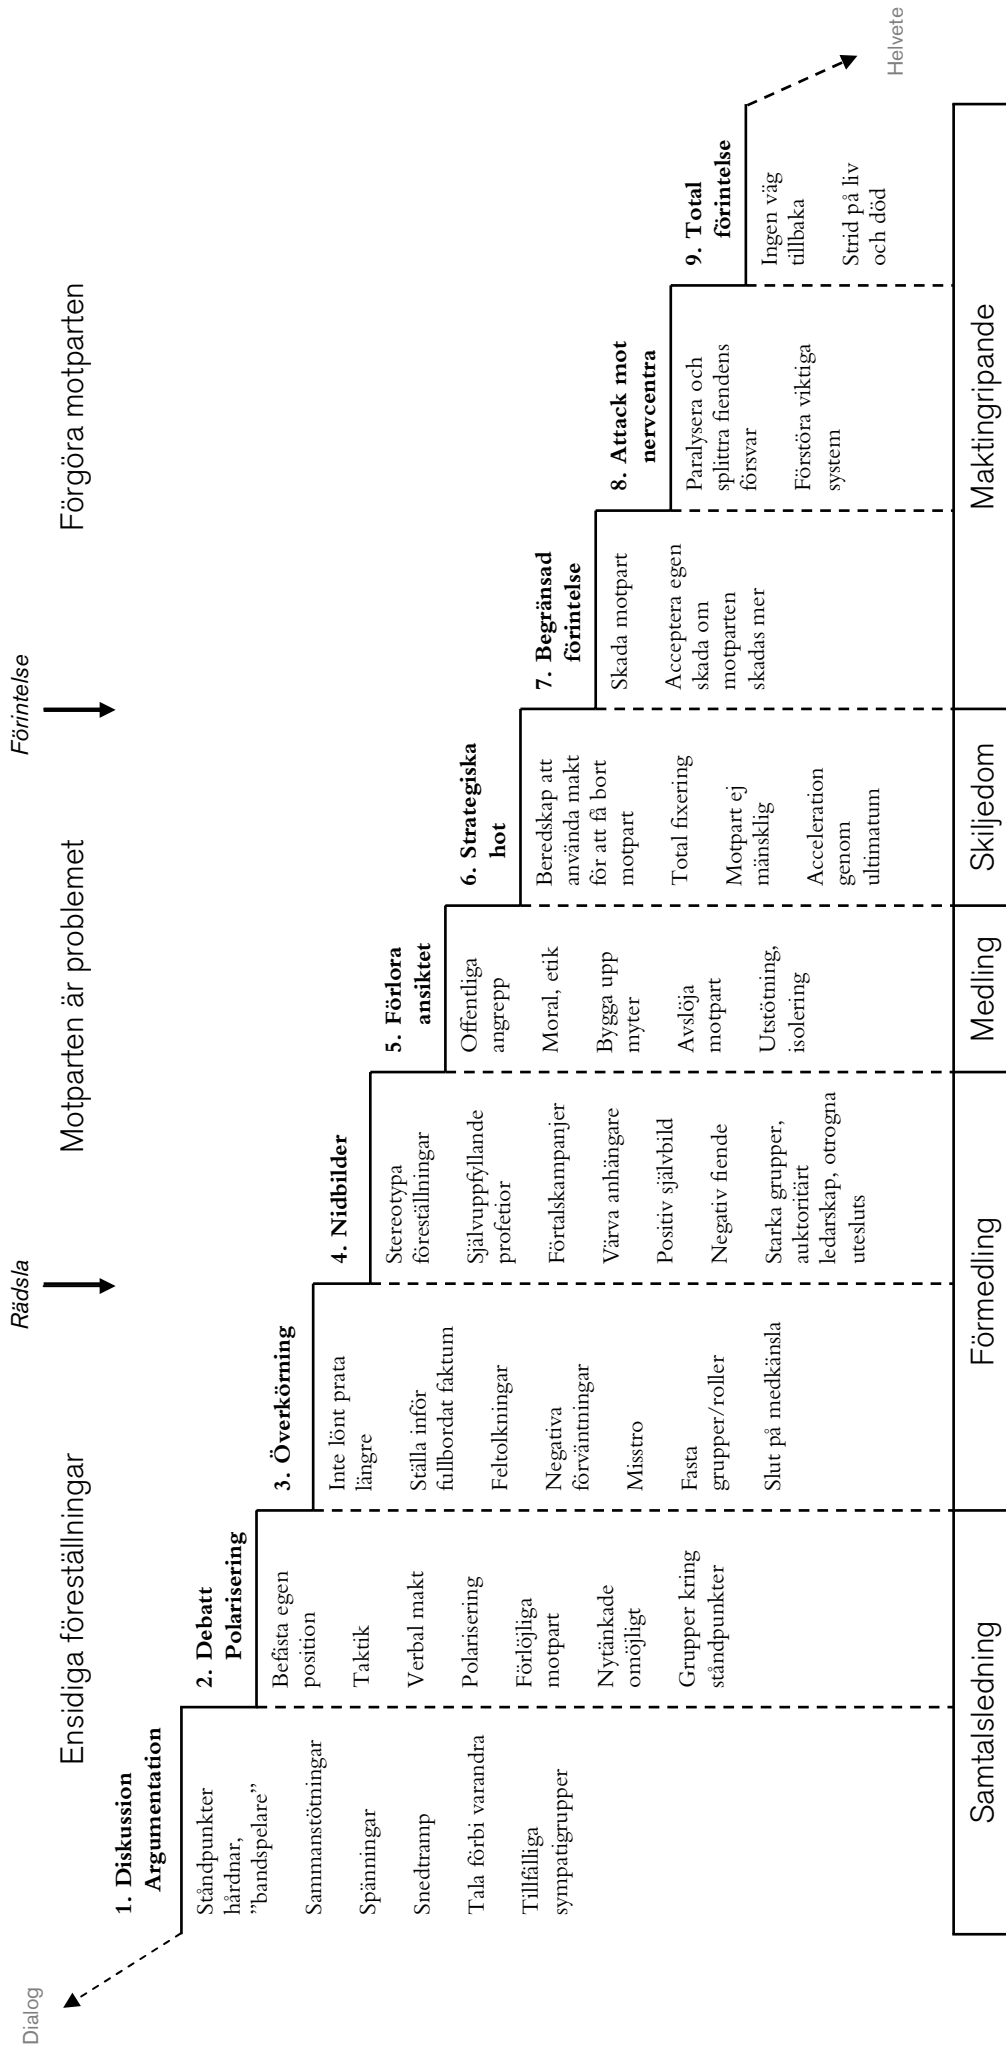 Rädsla
Förintelse
Ensidiga föreställningar
Motparten är problemet
Förgöra motparten
Dialog
1. Diskussion
Argumentation
Ståndpunkter
hårdnar,
”bandspelare”
Sammanstötningar
Spänningar
Snedtramp
Tala förbi varandra
Tillfälliga
sympatigrupper
2. Debatt
Polarisering
Befästa egen
position
Taktik
Verbal makt
Polarisering
Förlöjliga
motpart
Nytänkade
omöjligt
Grupper kring
ståndpunkter
3. Överkörning
Inte lönt prata
längre
Ställa inför
fullbordat faktum
Feltolkningar
Negativa
förväntningar
Misstro
Fasta
grupper/roller
Slut på medkänsla
4. Nidbilder
Stereotypa
föreställningar
Självuppfyllande
profetior
Förtalskampanjer
Värva anhängare
Positiv självbild
Negativ fiende
Starka grupper,
auktoritärt
ledarskap, otrogna
utesluts
5. Förlora
ansiktet
Offentliga
angrepp
Moral, etik
Bygga upp
myter
Avslöja
motpart
Utstötning,
isolering
6. Strategiska
hot
Beredskap att
använda makt
för att få bort
motpart
Total fixering
Motpart ej
mänsklig
Acceleration
genom
ultimatum
7. Begränsad
förintelse
Skada motpart
Acceptera egen
skada om
motparten
skadas mer
8. Attack mot
nervcentra
Paralysera och
splittra fiendens
försvar
Förstöra viktiga
system
9. Total
förintelse
Ingen väg
tillbaka
Strid på liv
och död
Helvete
Samtalsledning
Förmedling
Medling
Skiljedom
Maktingripande